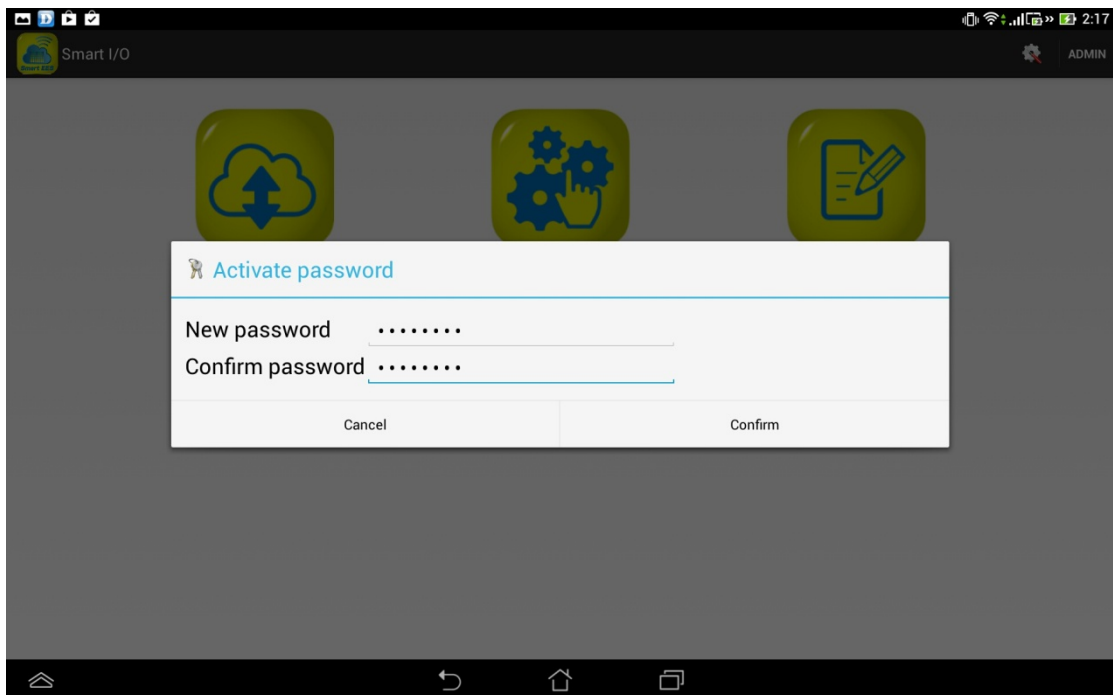 2:17
Smart I/O
ADMIN
Activate password
New password ••••••••
Confirm password ••••••••
Cancel
Confirm